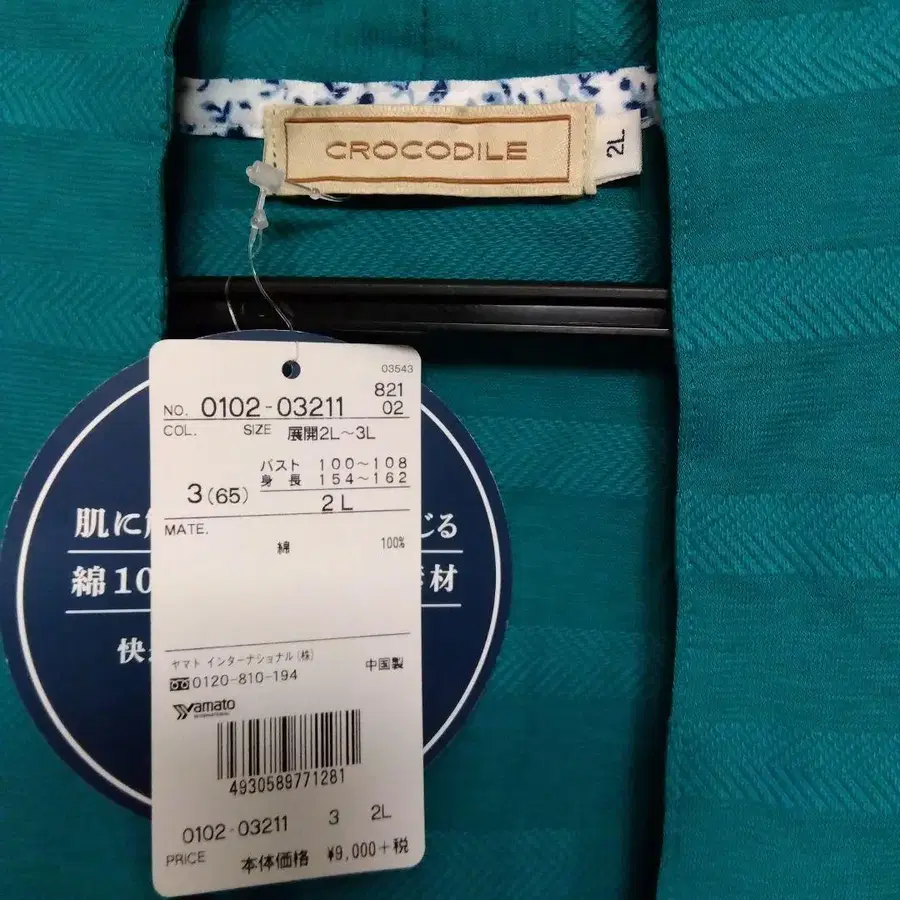 CROCODILE
2L
03543
NO. 0102-03211 821
02
COL. SIZE 展開2L～3L
3(65) バスト 100～108
身長 154～162
2L
MATE.
綿 100%
ヤマト インターナショナル(株)
0120-810-194 中国製
Yamato
INTERNATIONAL
4930589771281
0102-03211 3 2L
PRICE 本体価格 ¥9,000+税
肌に じる
綿10 材
快